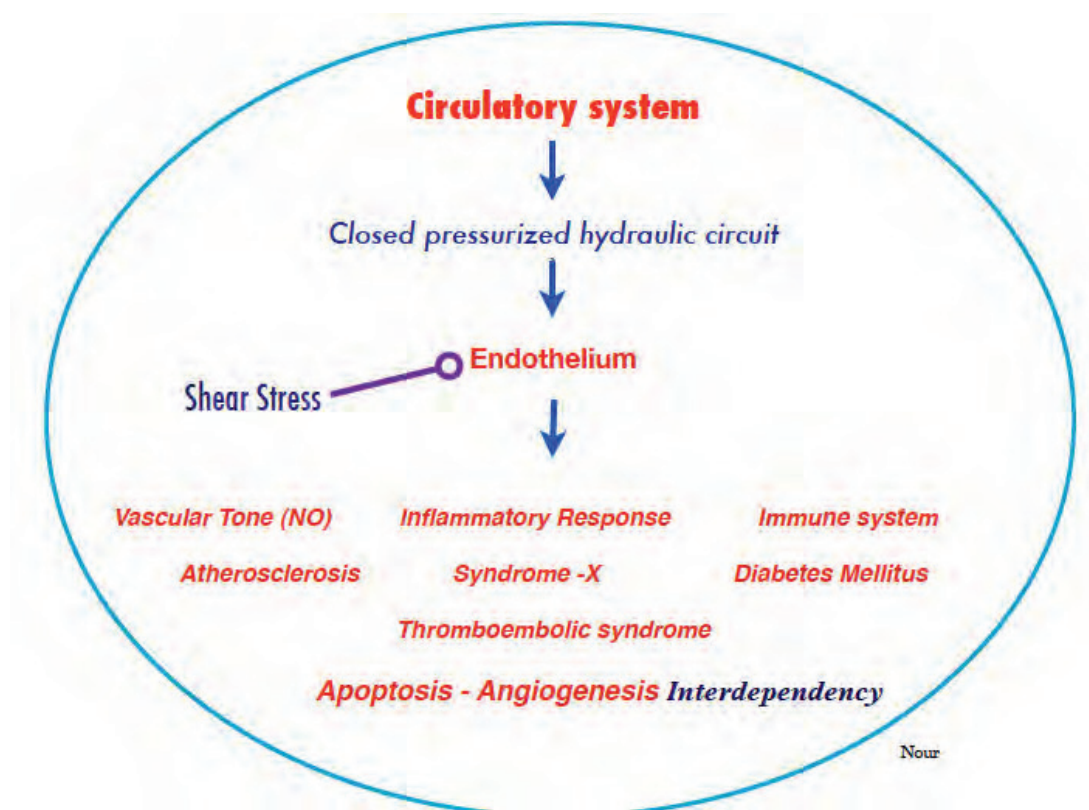 Circulatory system
Closed pressurized hydraulic circuit
Endothelium
Shear Stress
Vascular Tone (NO) Inflammatory Response Immune system
Atherosclerosis Syndrome -X Diabetes Mellitus
Thromboembolic syndrome
Apoptosis - Angiogenesis Interdependency
Nour